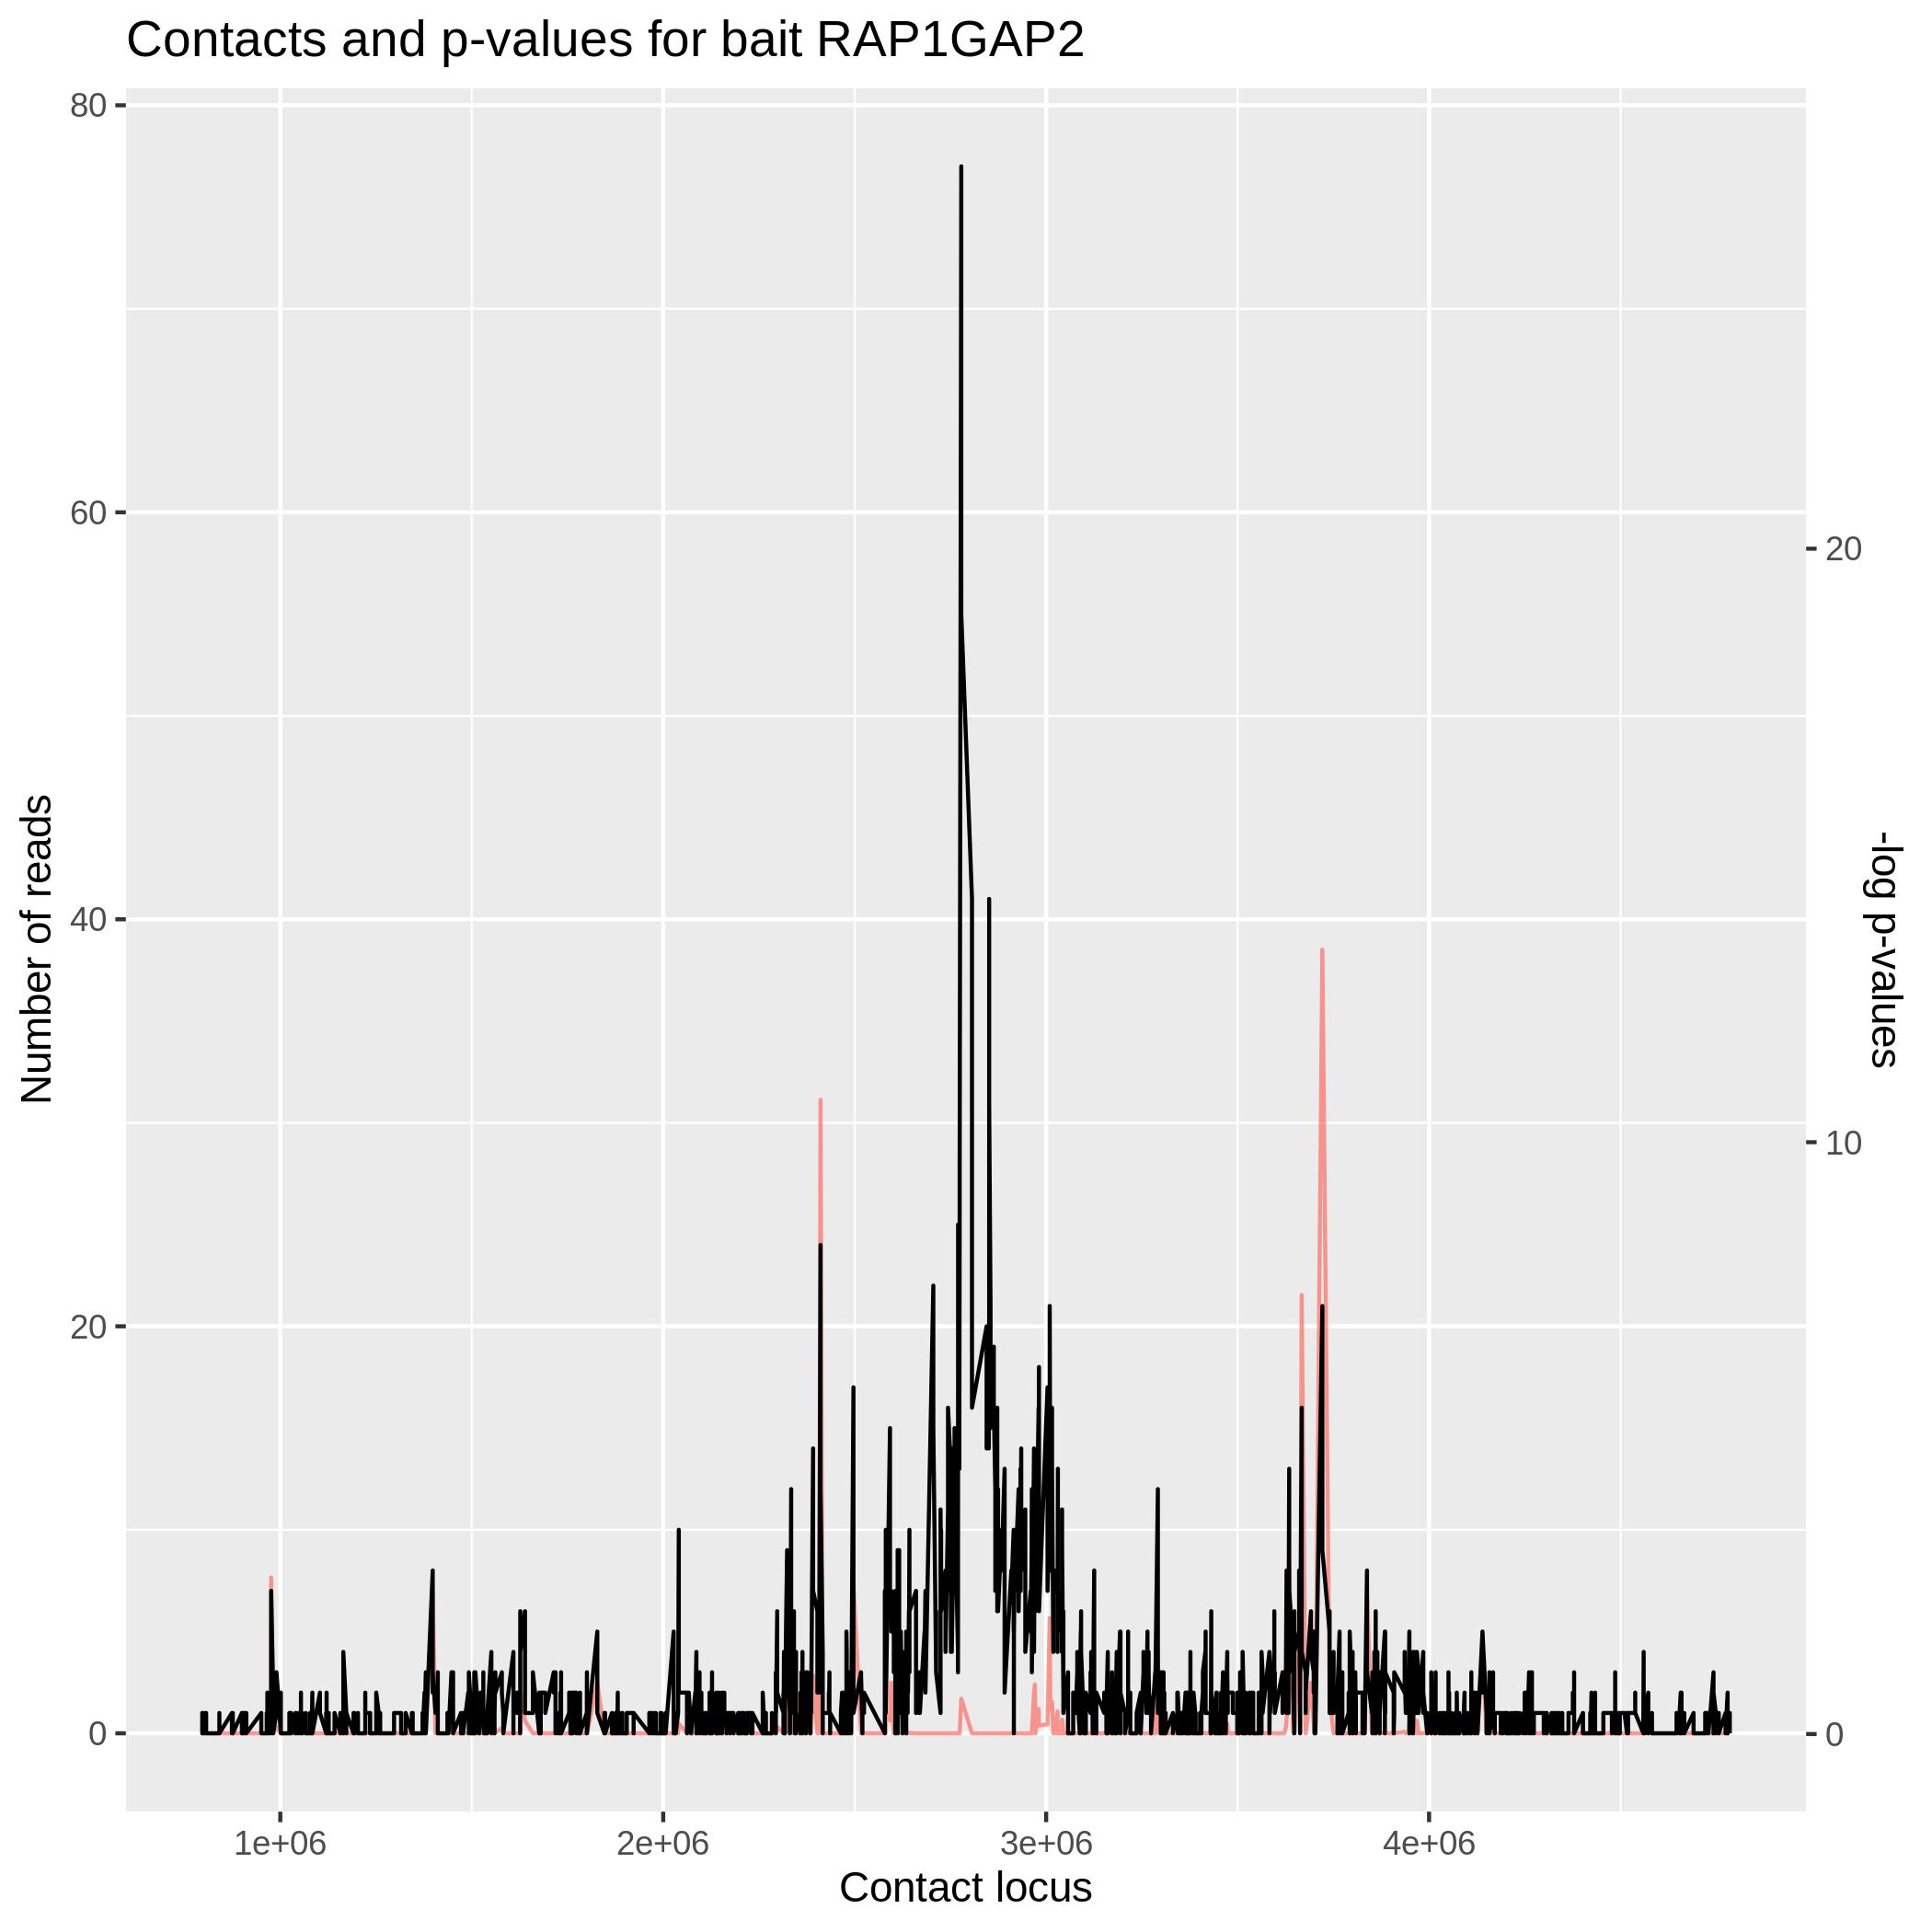 Contacts and p-values for bait RAP1GAP2
80
60
40
20
0
Number of reads
20
10
0
-log p-values
1e+06
2e+06
3e+06
4e+06
Contact locus